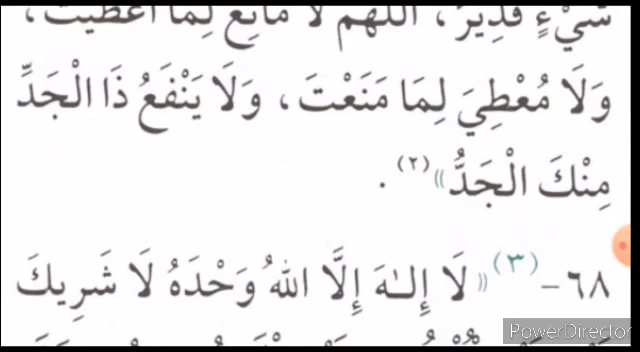 شَيْءٍ قَدِيرٌ، اللَّهُمَّ لَا مَانِعَ لِمَا أَعْطَيْتَ،
وَلَا مُعْطِيَ لِمَا مَنَعْتَ، وَلَا يَنْفَعُ ذَا الْجَدِّ
مِنْكَ الْجَدُّ»(٢).
٦٨-(٣) «لَا إِلَـٰهَ إِلَّا اللهُ وَحْدَهُ لَا شَرِيكَ
PowerDirector